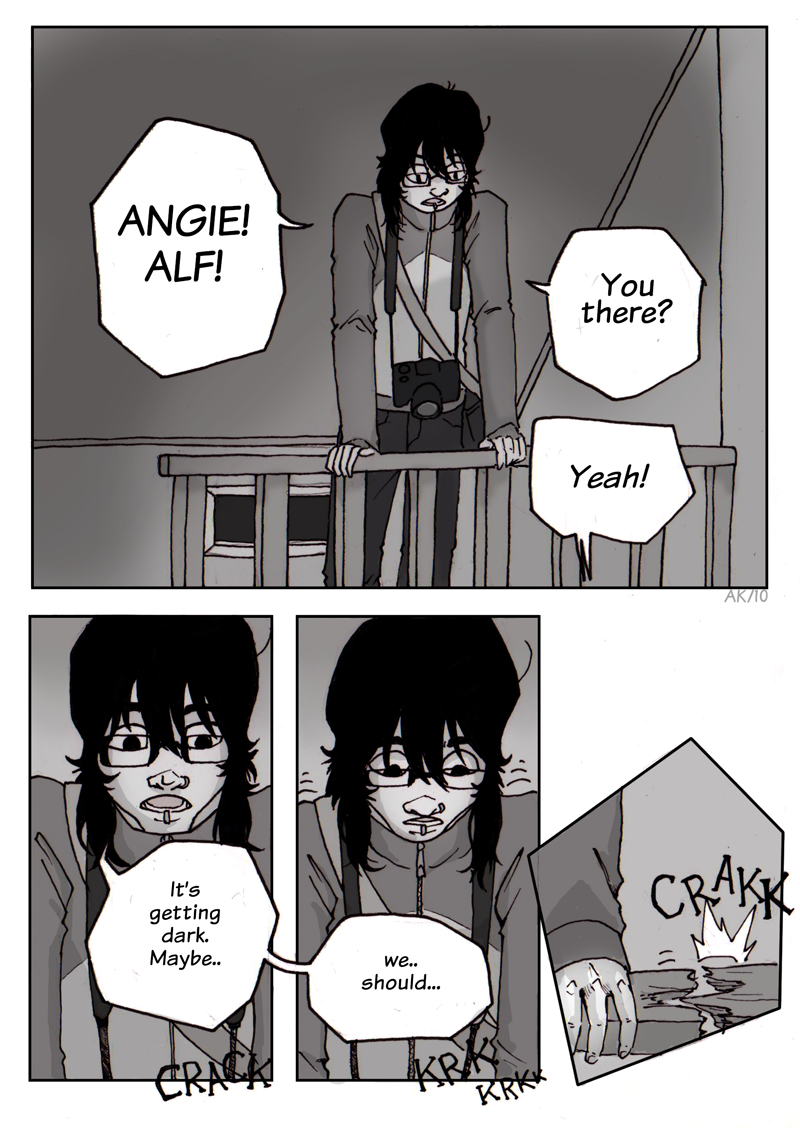 ANGIE!
ALF!
You
there?
Yeah!
AK/10
It's
getting
dark.
Maybe..
we..
should...
CRACK
KRK
KRKK
CRAKK